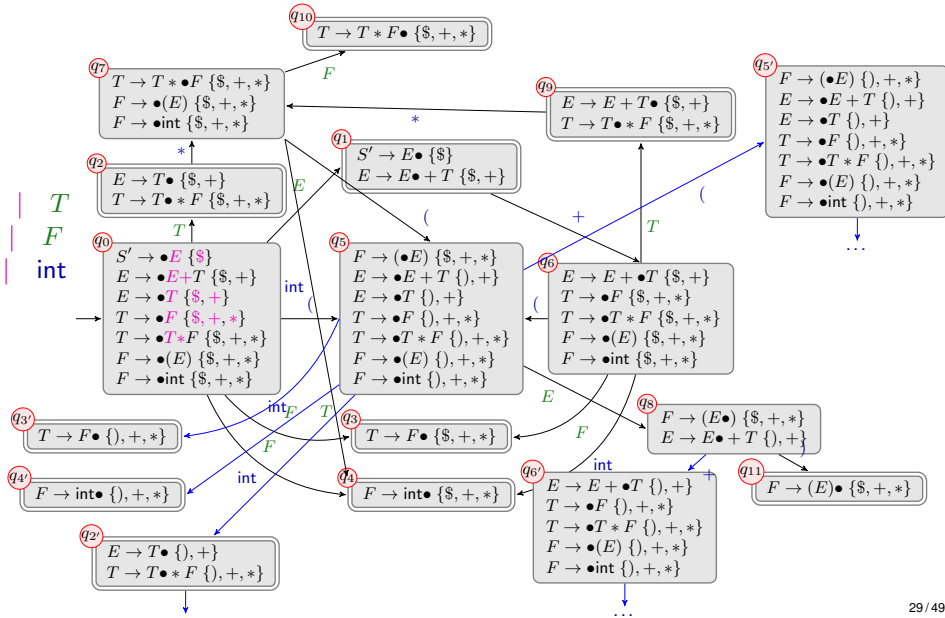 q10
T → T * F● {$, +, *}
q7
T → T * ●F {$, +, *}
F → ●(E) {$, +, *}
F → ●int {$, +, *}
F
q9
E → E + T● {$, +}
T → T● * F {$, +, *}
*
q5′
F → (●E) {), +, *}
E → ●E + T {), +}
E → ●T {), +}
T → ●F {), +, *}
T → ●T * F {), +, *}
F → ●(E) {), +, *}
F → ●int {), +, *}
...
q1
S′ → E● {$}
E → E● + T {$, +}
*
q2
E → T● {$, +}
T → T● * F {$, +, *}
E
| T
| F
| int
T
(
+
(
T
q0
S′ → ●E {$}
E → ●E+T {$, +}
E → ●T {$, +}
T → ●F {$, +, *}
T → ●T*F {$, +, *}
F → ●(E) {$, +, *}
F → ●int {$, +, *}
int
(
q5
F → (●E) {$, +, *}
E → ●E + T {), +}
E → ●T {), +}
T → ●F {), +, *}
T → ●T * F {), +, *}
F → ●(E) {), +, *}
F → ●int {), +, *}
(
q6
E → E + ●T {$, +}
T → ●F {$, +, *}
T → ●T * F {$, +, *}
F → ●(E) {$, +, *}
F → ●int {$, +, *}
E
int
F
T
q3′
T → F● {), +, *}
F
q3
T → F● {$, +, *}
F
q8
F → (E●) {$, +, *}
E → E● + T {), +}
)
q4′
F → int● {), +, *}
int
q4
F → int● {$, +, *}
int
+
q6′
E → E + ●T {), +}
T → ●F {), +, *}
T → ●T * F {), +, *}
F → ●(E) {), +, *}
F → ●int {), +, *}
...
q11
F → (E)● {$, +, *}
q2′
E → T● {), +}
T → T● * F {), +, *}
29 / 49